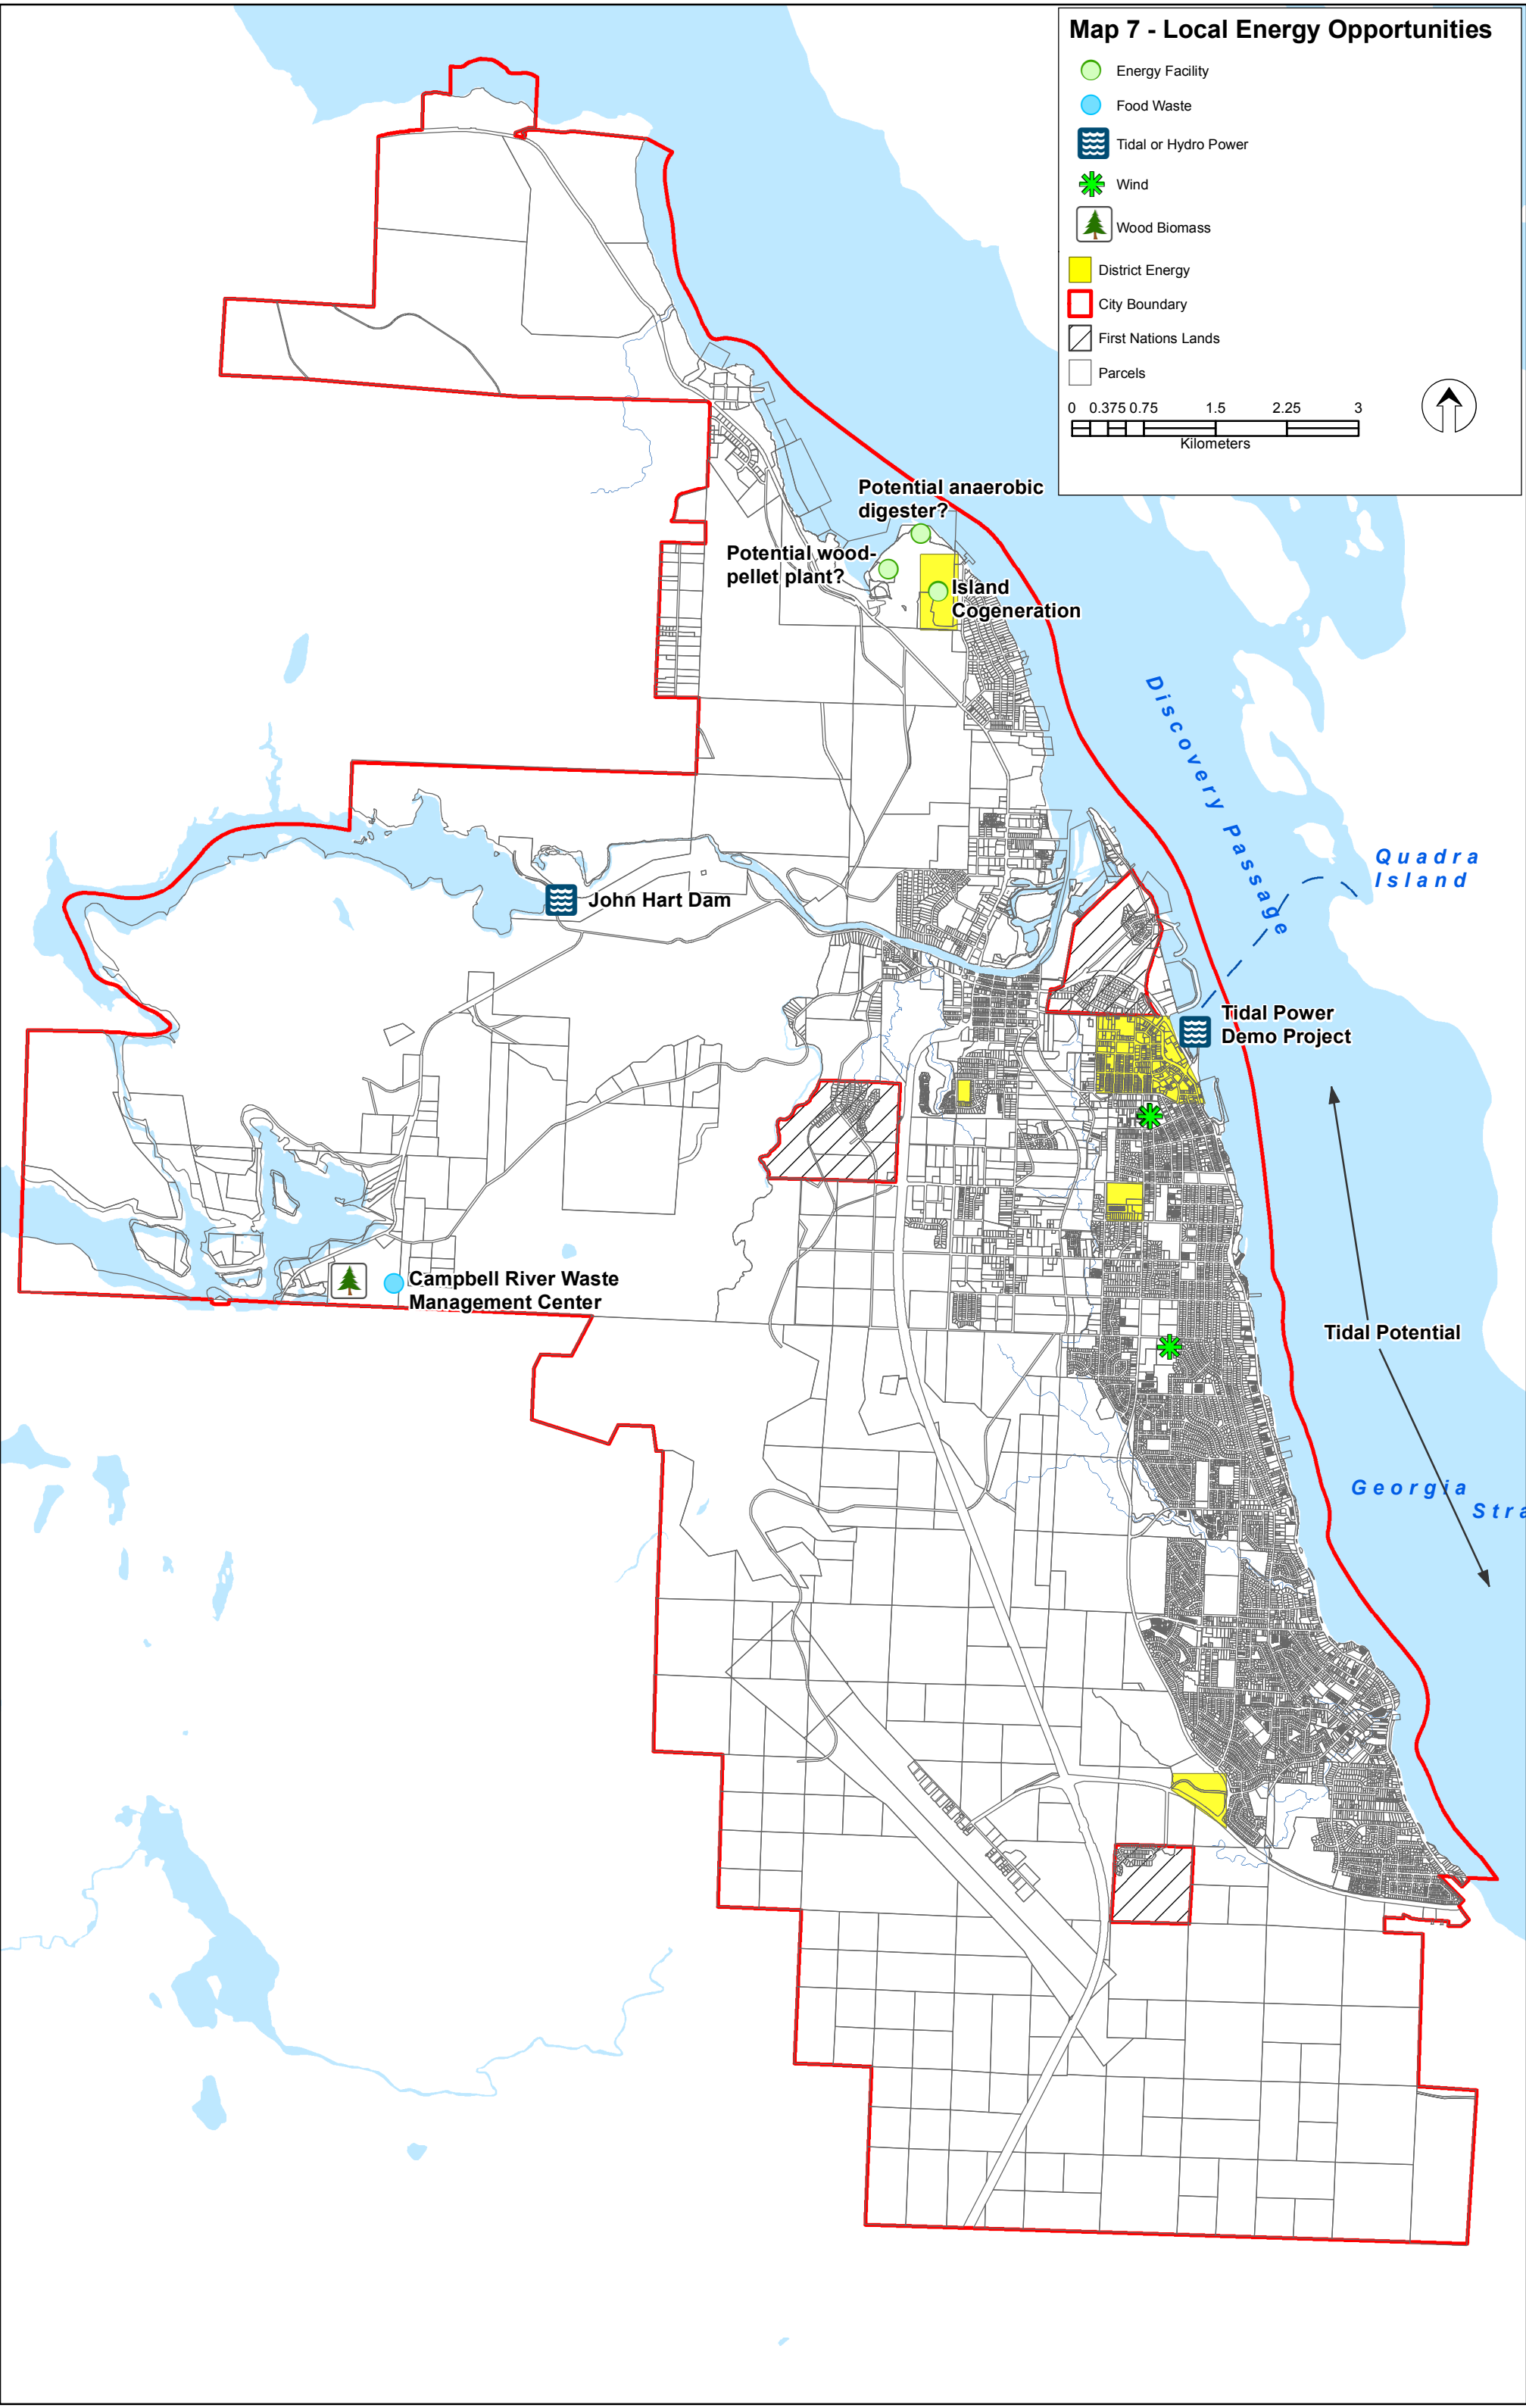 Map 7 - Local Energy Opportunities
Energy Facility
Food Waste
Tidal or Hydro Power
Wind
Wood Biomass
District Energy
City Boundary
First Nations Lands
Parcels
0 0.375 0.75 1.5 2.25 3
Kilometers
Potential anaerobic
digester?
Potential wood-
pellet plant?
Island
Cogeneration
Discovery Passage
Quadra
Island
John Hart Dam
Tidal Power
Demo Project
Campbell River Waste
Management Center
Tidal Potential
Georgia
Stra